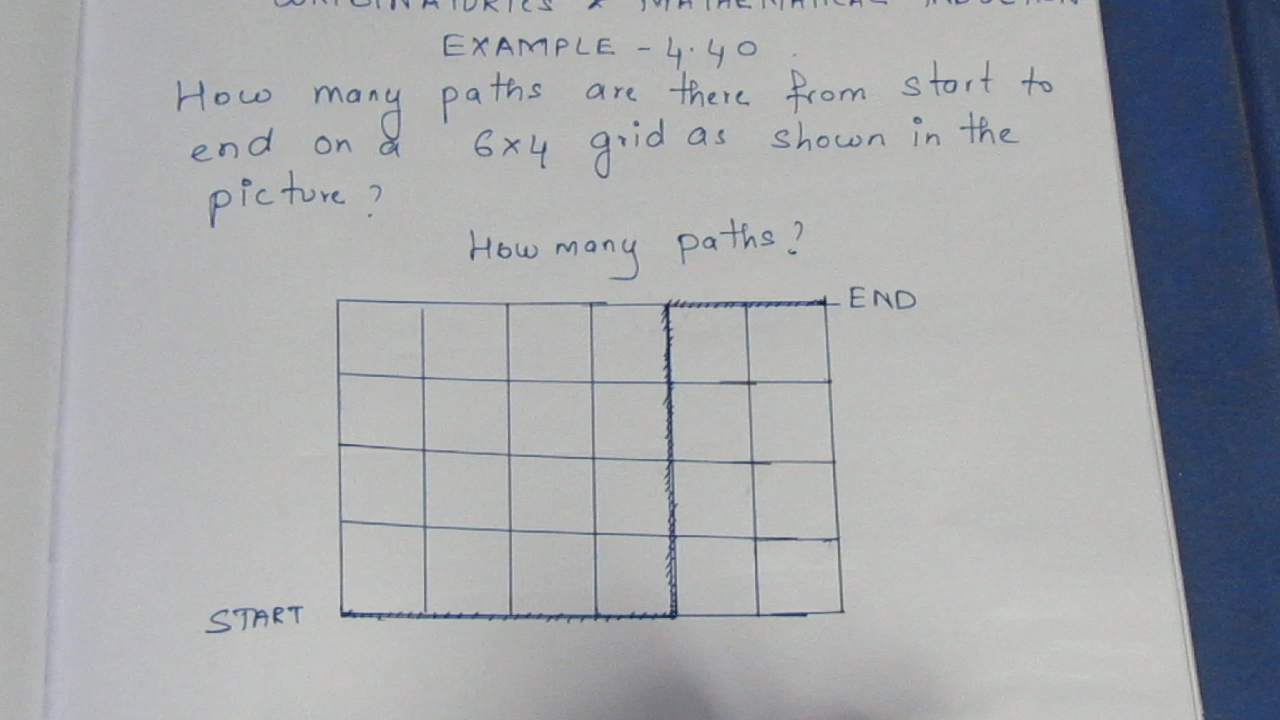 EXAMPLE - 4.40
How many paths are there from start to
end on a 6x4 grid as shown in the
picture?
How many paths?
END
START